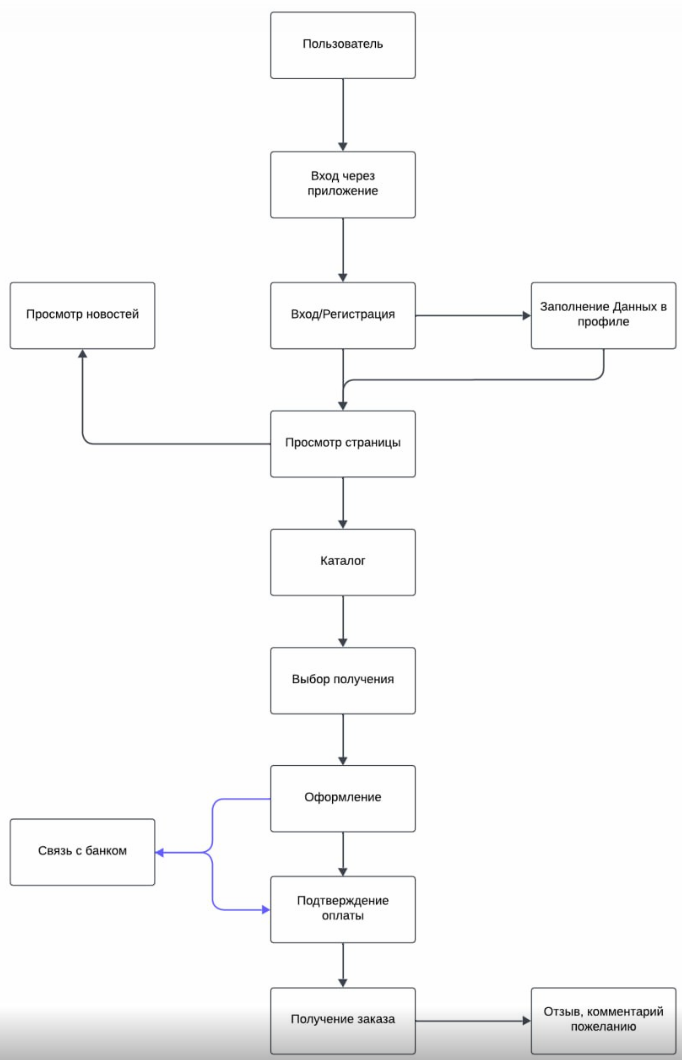 Пользователь
Вход через
приложение
Просмотр новостей
Вход/Регистрация
Заполнение Данных в
профиле
Просмотр страницы
Каталог
Выбор получения
Оформление
Связь с банком
Подтверждение
оплаты
Получение заказа
Отзыв, комментарий
пожеланию